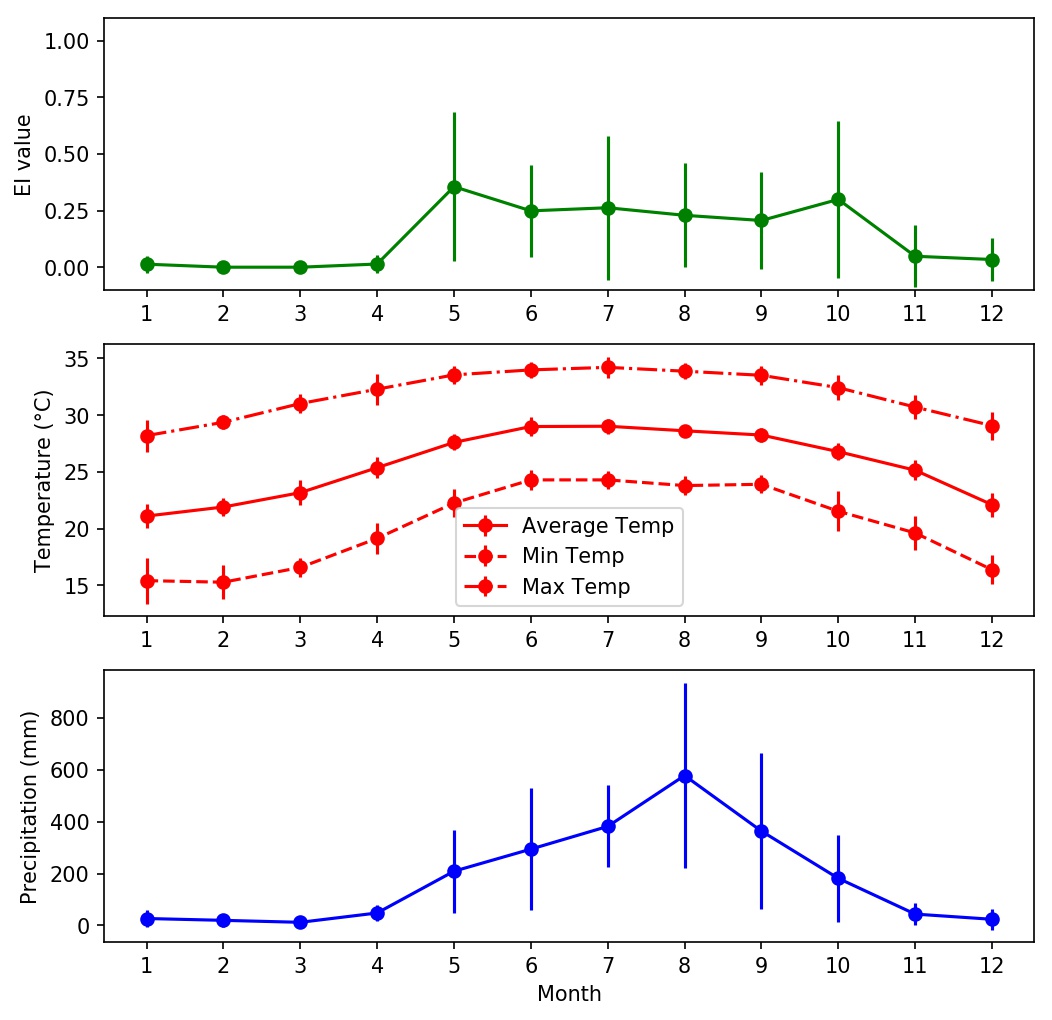 EI value
1.00
0.75
0.50
0.25
0.00
1 2 3 4 5 6 7 8 9 10 11 12
Temperature (°C)
35
30
25
20
15
Average Temp
Min Temp
Max Temp
1 2 3 4 5 6 7 8 9 10 11 12
Precipitation (mm)
800
600
400
200
0
1 2 3 4 5 6 7 8 9 10 11 12
Month